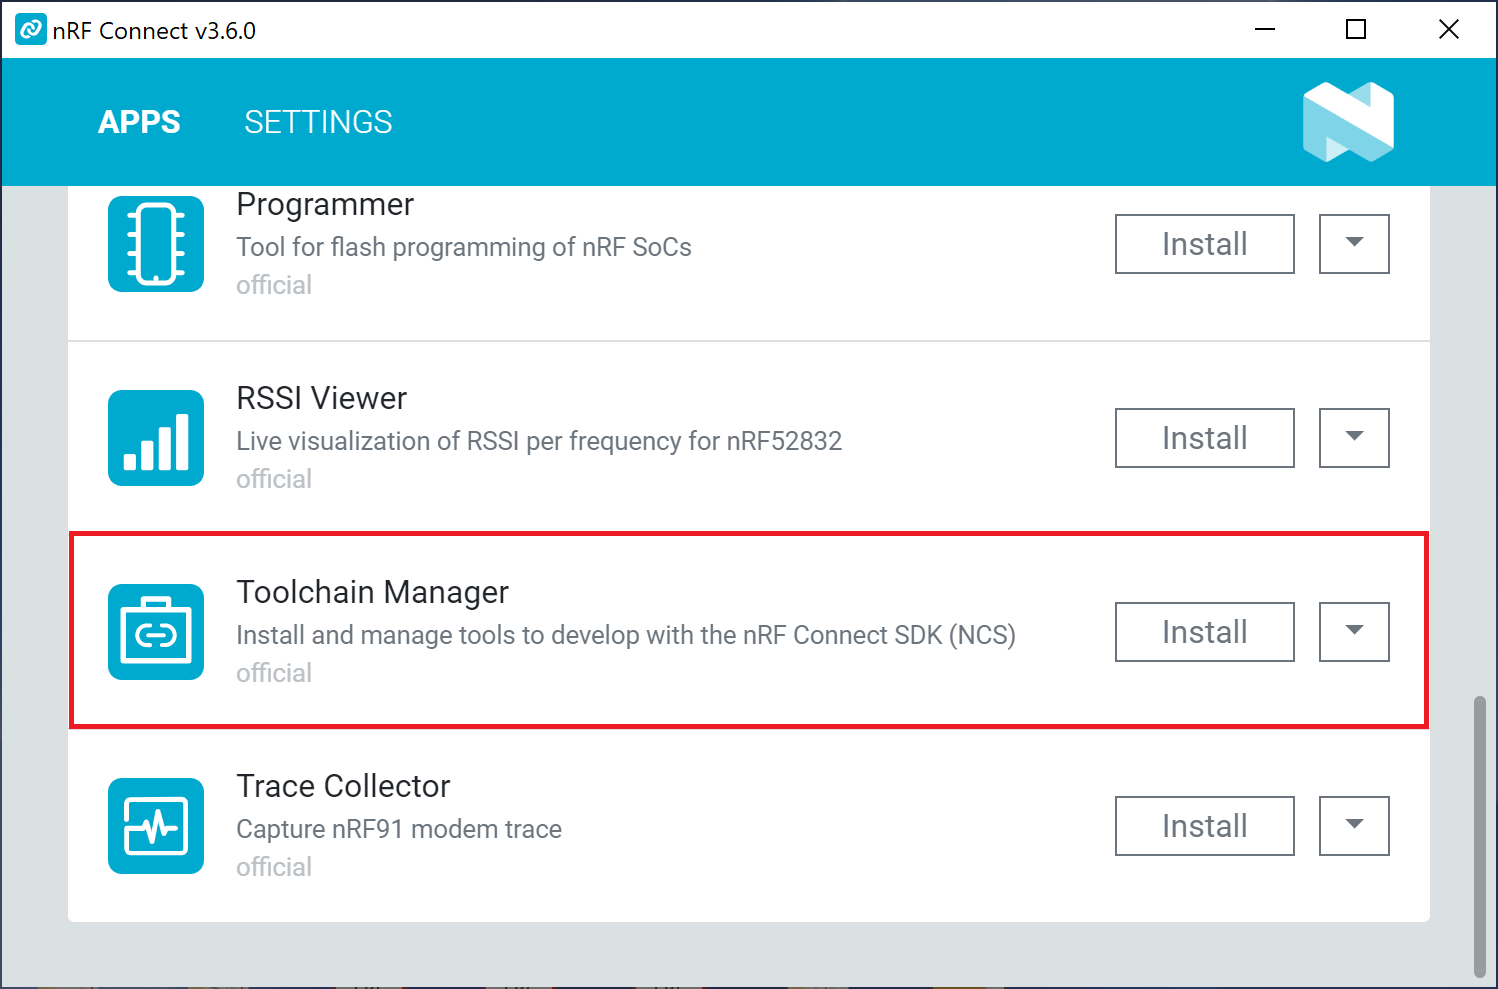 nRF Connect v3.6.0
APPS SETTINGS
Programmer
Tool for flash programming of nRF SoCs
official
Install
RSSI Viewer
Live visualization of RSSI per frequency for nRF52832
official
Install
Toolchain Manager
Install and manage tools to develop with the nRF Connect SDK (NCS)
official
Install
Trace Collector
Capture nRF91 modem trace
official
Install